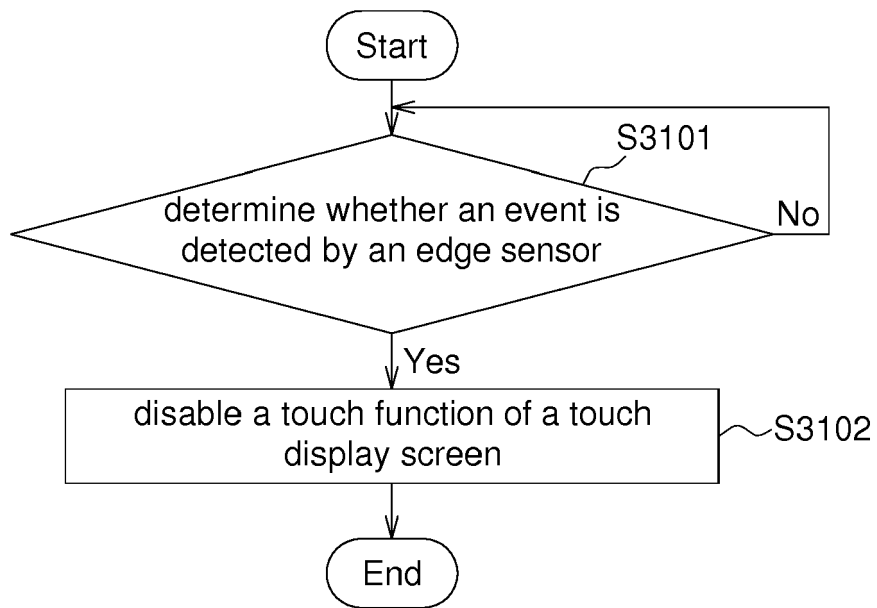 Start
S3101
determine whether an event is
detected by an edge sensor
No
Yes
disable a touch function of a touch
display screen
S3102
End